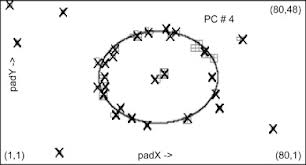 (80,48)
PC # 4
padY ->
(1,1)
padX ->
(80,1)